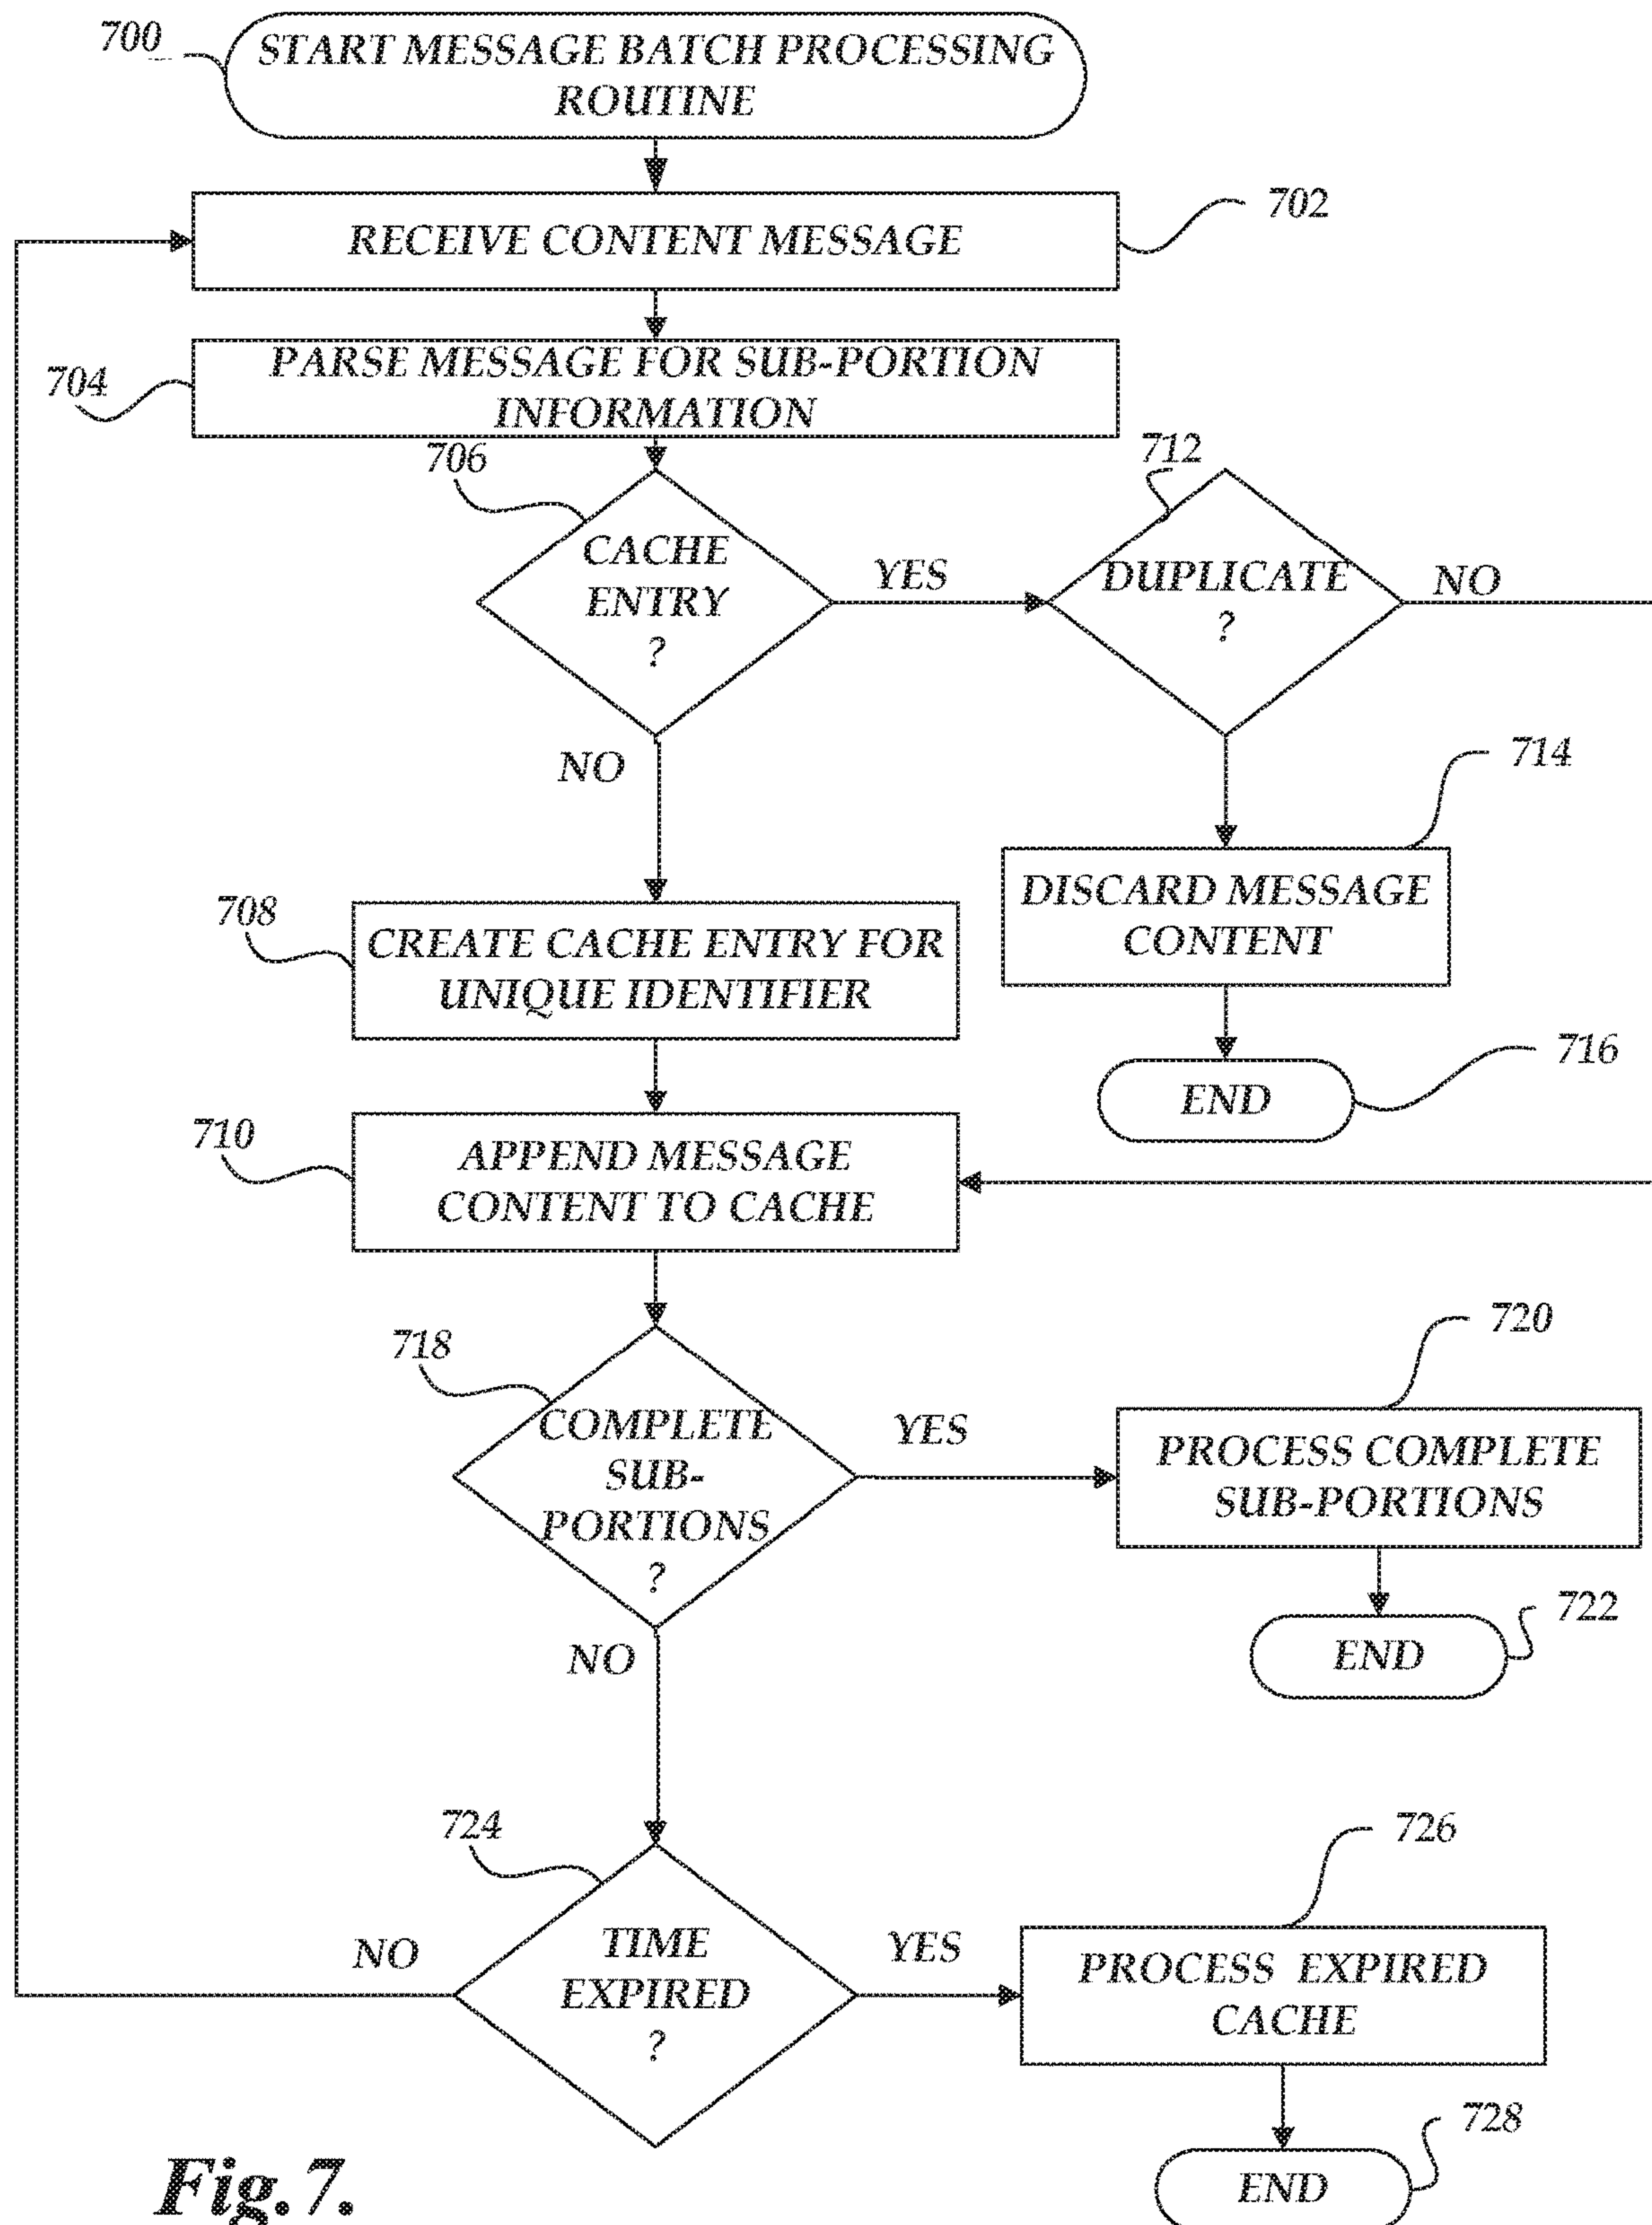 700
START MESSAGE BATCH PROCESSING
ROUTINE
702
RECEIVE CONTENT MESSAGE
704
PARSE MESSAGE FOR SUB-PORTION
INFORMATION
706
CACHE
ENTRY
?
YES
712
DUPLICATE
?
NO
NO
714
DISCARD MESSAGE
CONTENT
708
CREATE CACHE ENTRY FOR
UNIQUE IDENTIFIER
716
END
710
APPEND MESSAGE
CONTENT TO CACHE
718
COMPLETE
SUB-
PORTIONS
?
YES
720
PROCESS COMPLETE
SUB-PORTIONS
722
END
NO
724
TIME
EXPIRED
?
NO
YES
726
PROCESS EXPIRED
CACHE
728
END
Fig.7.